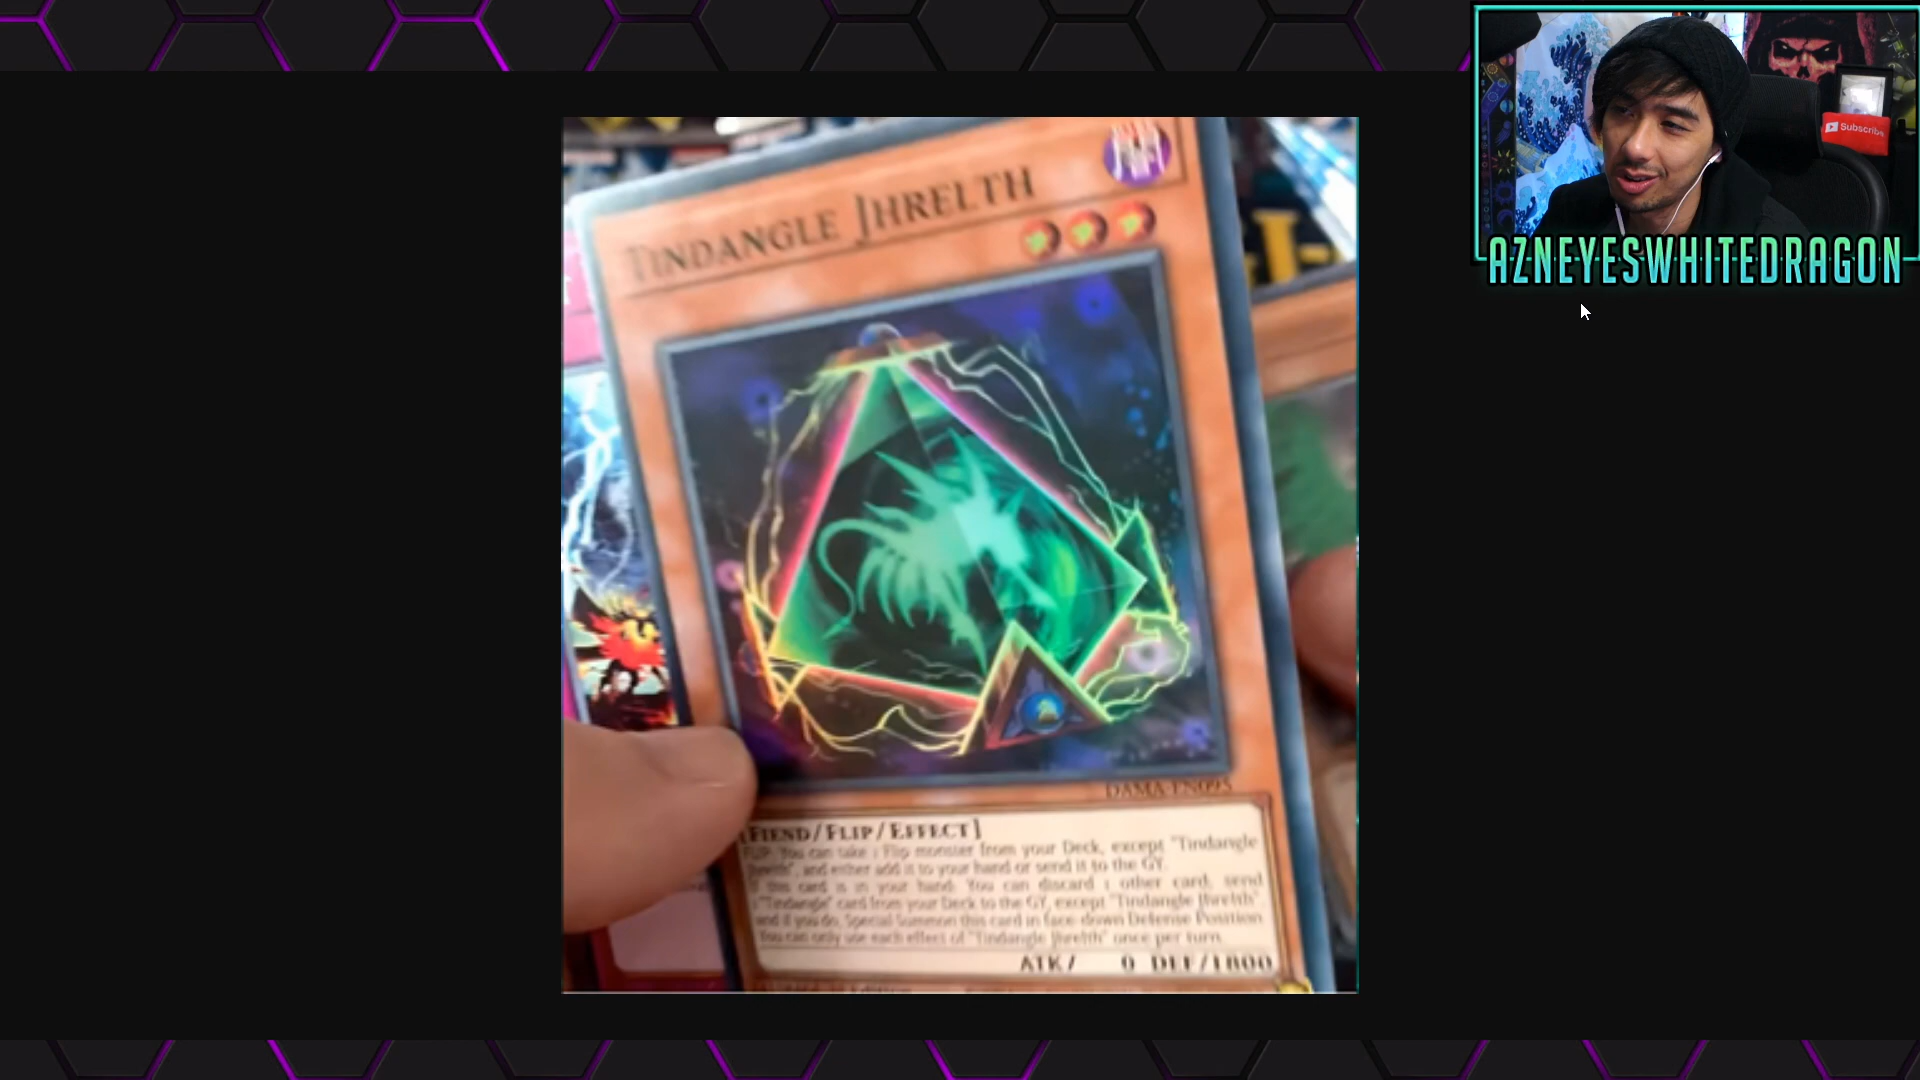 TINDANGLE JHRELTH
Subscribe
AZNEYESWHITEDRAGON
DAMA-EN095
[FIEND/FLIP/EFFECT]
FLIP: You can take 1 Flip monster from your Deck, except "Tindangle
Jhrelth", and either add it to your hand or send it to the GY.
If this card is in your hand: You can discard 1 other card; send
1 "Tindangle" card from your Deck to the GY, except "Tindangle Jhrelth",
and if you do, Special Summon this card in face-down Defense Position.
You can only use each effect of "Tindangle Jhrelth" once per turn.
ATK/ 0 DEF/1800